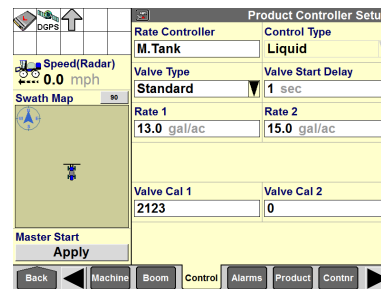 DGPS
Product Controller Setu
Rate Controller
Control Type
M.Tank
Liquid
Speed(Radar)
0.0 mph
Valve Type
Valve Start Delay
Standard
1 sec
Swath Map
90
Rate 1
Rate 2
13.0 gal/ac
15.0 gal/ac
Valve Cal 1
Valve Cal 2
2123
0
Master Start
Apply
Back
Machine
Boom
Control
Alarms
Product
Contnr